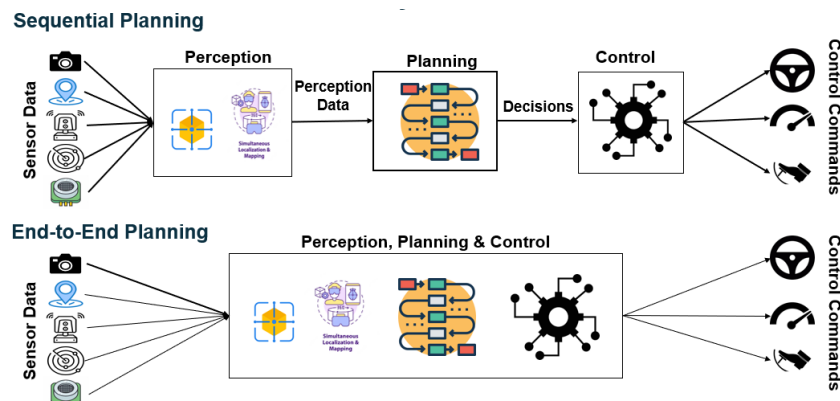 Sequential Planning
Sensor Data
Perception
Simultaneous
Localization &
Mapping
Perception
Data
Planning
Decisions
Control
Control Commands
End-to-End Planning
Sensor Data
Perception, Planning & Control
Simultaneous
Localization
& Mapping
Control Commands